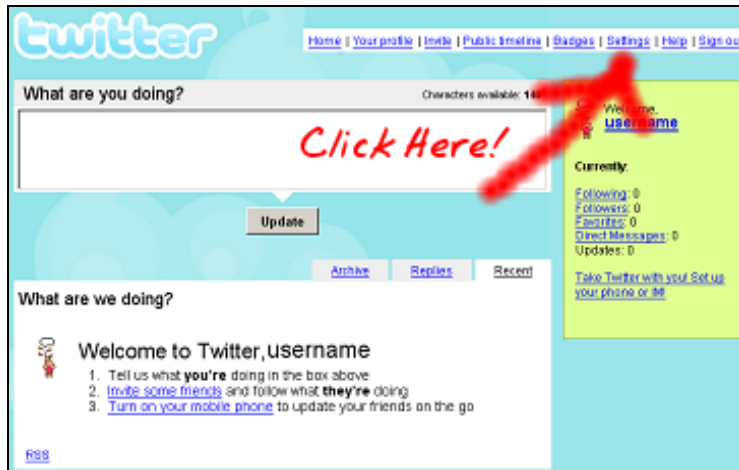 twitter
Home | Your profile | Invite | Public timeline | Badges | Settings | Help | Sign ou
What are you doing?
Characters available: 14
Click Here!
Welcome,
username
Currently:
Following: 0
Followers: 0
Favorites: 0
Direct Messages: 0
Updates: 0
Take Twitter with you! Set up
your phone or IM!
Update
Archive Replies Recent
What are we doing?
Welcome to Twitter,username
1. Tell us what you're doing in the box above
2. Invite some friends and follow what they're doing
3. Turn on your mobile phone to update your friends on the go
RSS